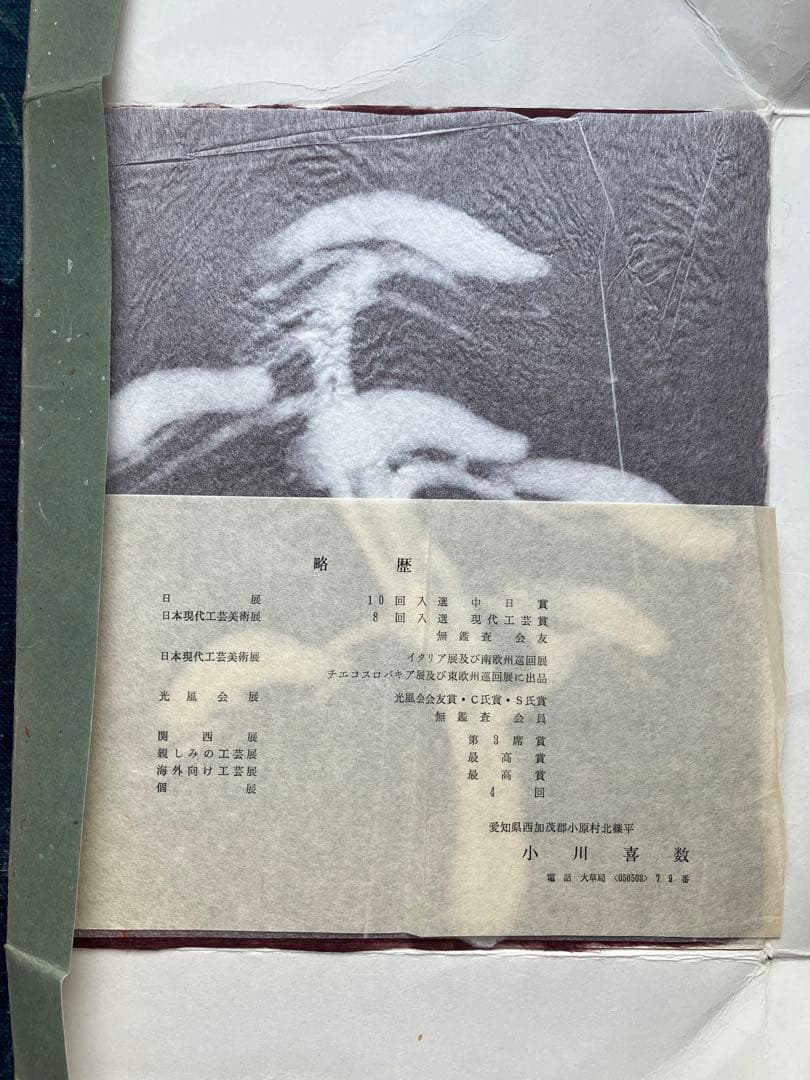 略歴
日展 10回入選 中日賞
日本現代工芸美術展 8回入選 現代工芸賞
無鑑査 会友
日本現代工芸美術展 イタリア展及び南欧州巡回展
チエコスロバキア展及び東欧州巡回展に出品
光風会展 光風会会友賞・C氏賞・S氏賞
無鑑査 会員
関西展 第3席賞
親しみの工芸展 最高賞
海外向け工芸展 最高賞
個展 4回
愛知県西加茂郡小原村北篠平
小川喜数
電話 大草局 〈056503〉79番